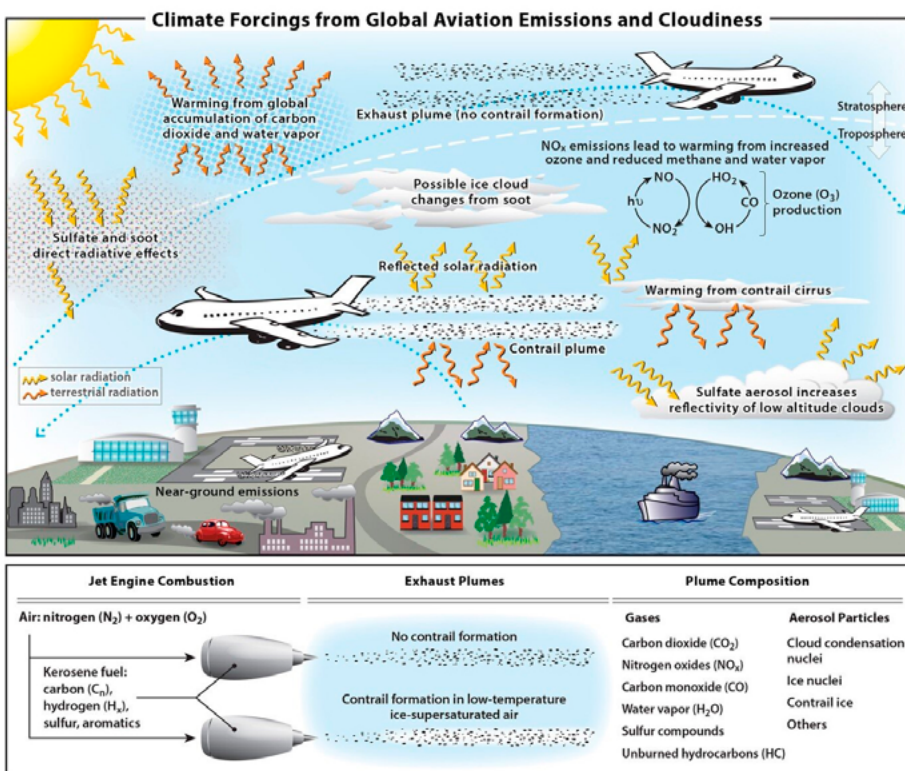 Climate Forcings from Global Aviation Emissions and Cloudiness
Warming from global
accumulation of carbon
dioxide and water vapor
Exhaust plume (no contrail formation)
Stratosphere
Troposphere
NOₓ emissions lead to warming from increased
ozone and reduced methane and water vapor
NO
HO₂
hυ
CO
NO₂
OH
Ozone (O₃)
production
Possible ice cloud
changes from soot
Sulfate and soot
direct radiative effects
Reflected solar radiation
Warming from contrail cirrus
Contrail plume
solar radiation
terrestrial radiation
Sulfate aerosol increases
reflectivity of low altitude clouds
Near-ground emissions
Jet Engine Combustion
Air: nitrogen (N₂) + oxygen (O₂)
Kerosene fuel:
carbon (Cₙ),
hydrogen (Hₓ),
sulfur, aromatics
Exhaust Plumes
No contrail formation
Contrail formation in low-temperature
ice-supersaturated air
Plume Composition
Gases
Carbon dioxide (CO₂)
Nitrogen oxides (NOₓ)
Carbon monoxide (CO)
Water vapor (H₂O)
Sulfur compounds
Unburned hydrocarbons (HC)
Aerosol Particles
Cloud condensation
nuclei
Ice nuclei
Contrail ice
Others